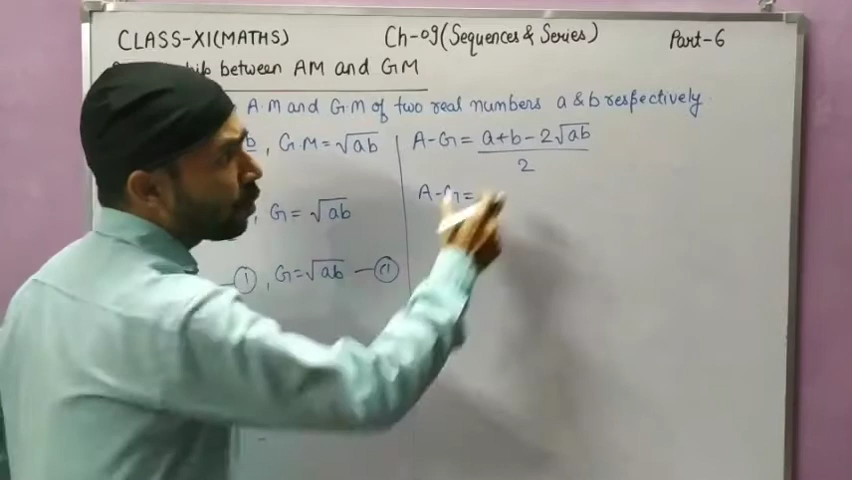 CLASS-XI(MATHS) Ch-09(Sequences & Series) Part-6
between AM and GM
A.M and G.M of two real numbers a & b respectively.
b, G.M = √ab
, G = √ab
① , G = √ab —
A-G = (a+b-2√ab)/2
A-G =